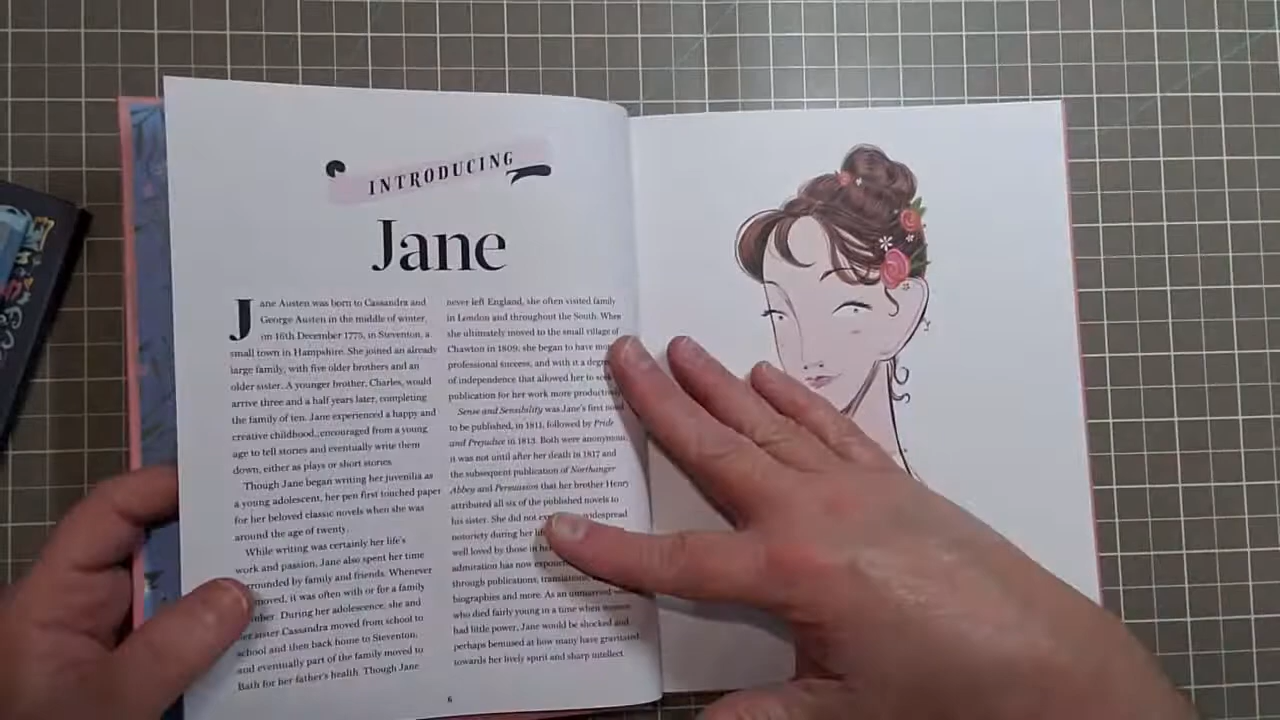 INTRODUCING
Jane
Jane Austen was born to Cassandra and
George Austen in the middle of winter,
on 16th December 1775, in Steventon, a
small town in Hampshire. She joined an already
large family, with five older brothers and an
older sister. A younger brother, Charles, would
arrive three and a half years later, completing
the family of ten. Jane experienced a happy and
creative childhood, encouraged from a young
age to tell stories and eventually write them
down, either as plays or short stories.
Though Jane began writing her juvenilia as
a young adolescent, her pen first touched paper
for her beloved classic novels when she was
around the age of twenty.
While writing was certainly her life's
work and passion, Jane also spent her time
surrounded by family and friends. Whenever
moved, it was often with or for a family
During her adolescence, she and
her sister Cassandra moved from school to
school and then back home to Steventon,
and eventually part of the family moved to
Bath for her father's health. Though Jane
never left England, she often visited family
in London and throughout the South. When
she ultimately moved to the small village of
Chawton in 1809, she began to have more
professional success, and with it a degree
of independence that allowed her to seek
publication for her work more productively.
Sense and Sensibility was Jane's first novel
to be published, in 1811, followed by Pride
and Prejudice in 1813. Both were anonymous;
it was not until after her death in 1817 and
the subsequent publication of Northanger
Abbey and Persuasion that her brother Henry
attributed all six of the published novels to
his sister. She did not widespread
notoriety during her
well loved by those in
admiration has now
through publications, translations,
biographies and more. As an unmarried
who died fairly young in a time when women
had little power, Jane would be shocked and
perhaps bemused at how many have gravitated
towards her lively spirit and sharp intellect.
6